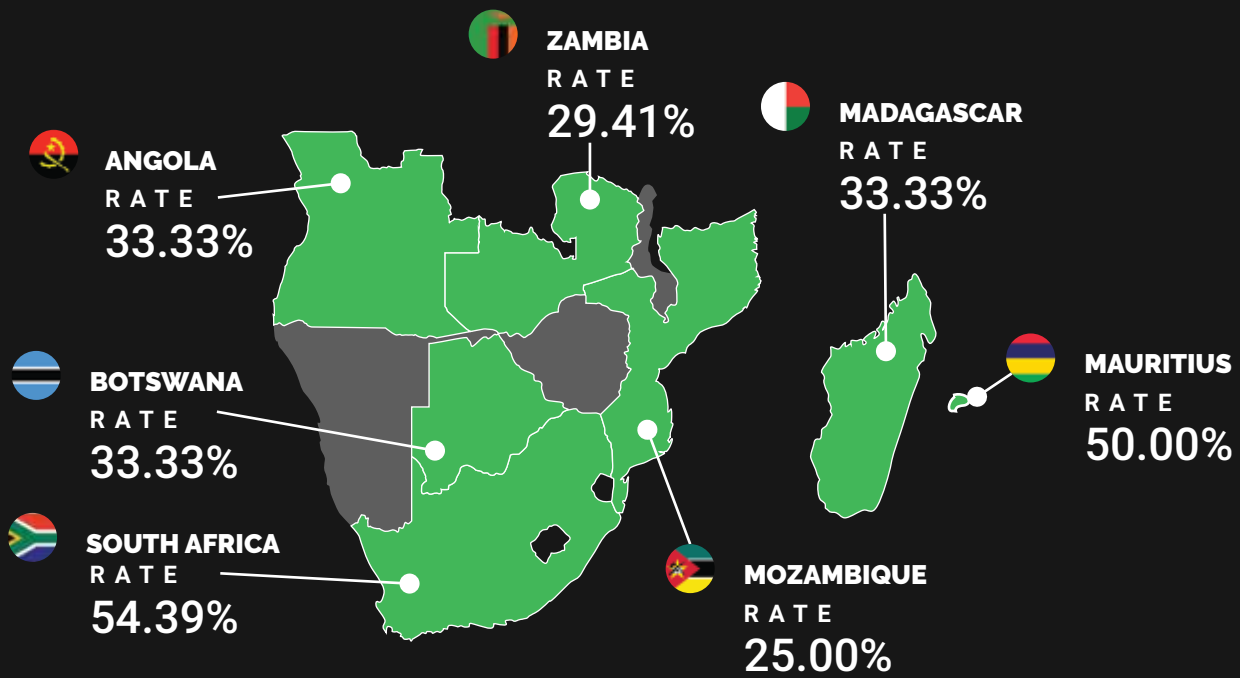 ZAMBIA
RATE
29.41%
MADAGASCAR
RATE
33.33%
ANGOLA
RATE
33.33%
MAURITIUS
RATE
50.00%
BOTSWANA
RATE
33.33%
SOUTH AFRICA
RATE
54.39%
MOZAMBIQUE
RATE
25.00%